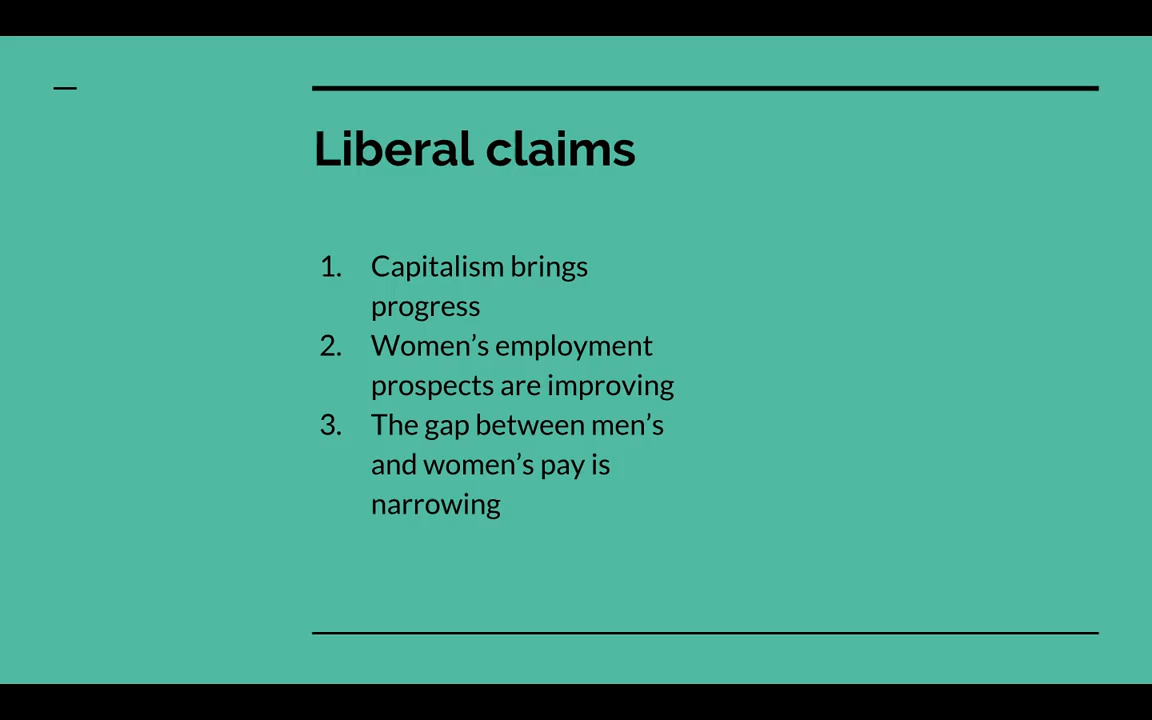 Liberal claims
1. Capitalism brings
progress
2. Women’s employment
prospects are improving
3. The gap between men’s
and women’s pay is
narrowing